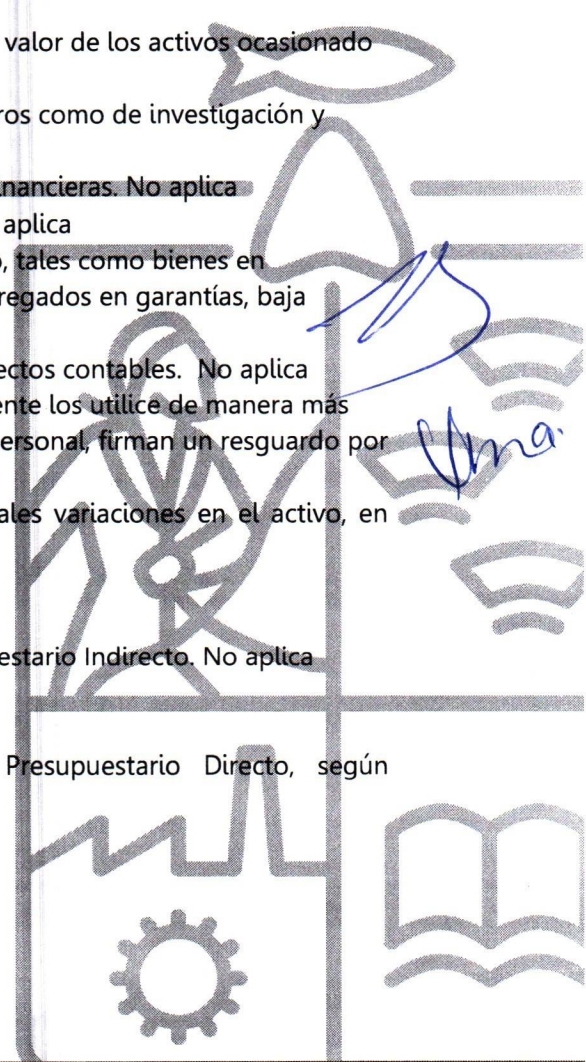 valor de los activos ocasionado
ros como de investigación y
inancieras. No aplica
aplica
o, tales como bienes en
regados en garantías, baja
ectos contables. No aplica
ente los utilice de manera más
personal, firman un resguardo por
ales variaciones en el activo, en
estario Indirecto. No aplica
Presupuestario Directo, según